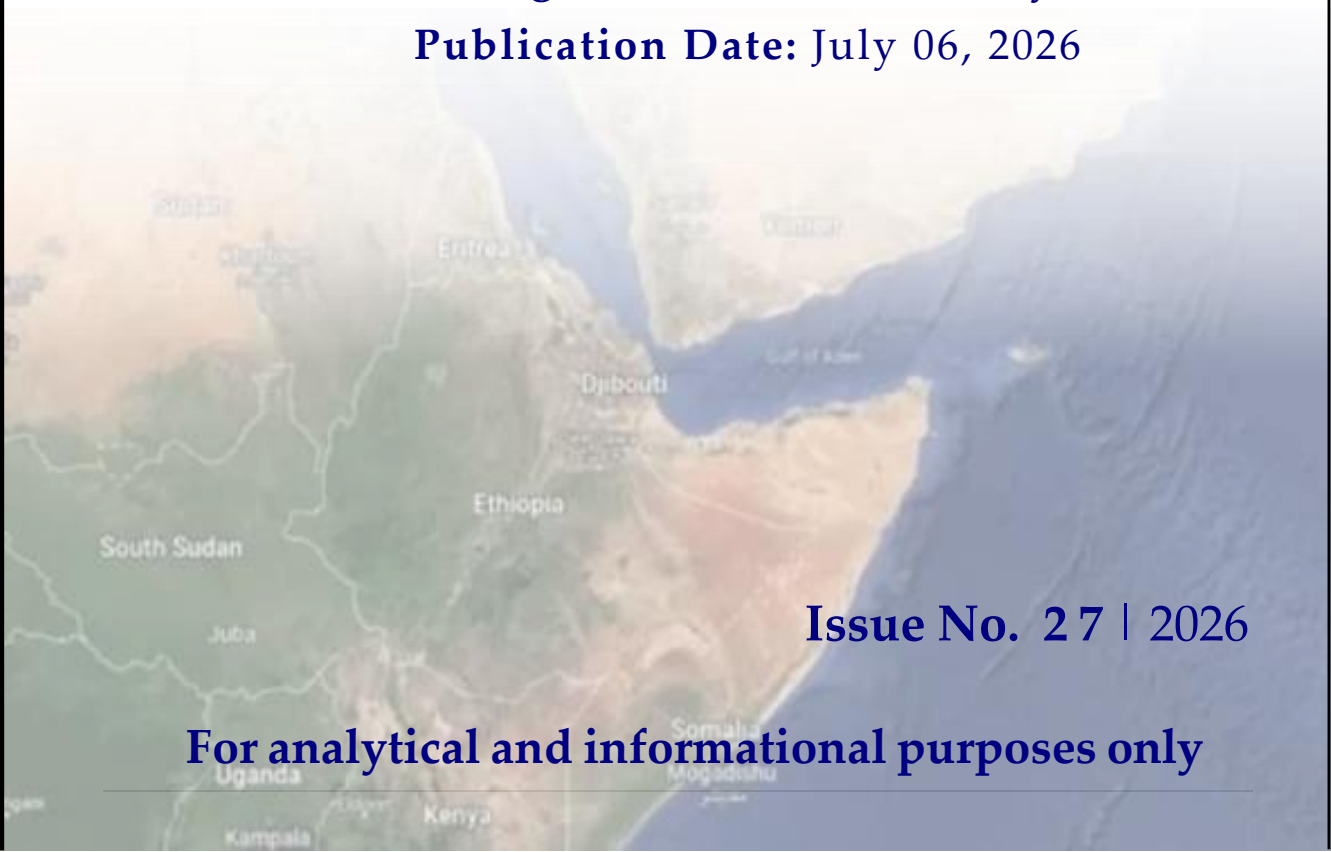 Publication Date: July 06, 2026
Sudan
Khartoum
Eritrea
Yemen
Gulf of Aden
Djibouti
Ethiopia
South Sudan
Issue No. 27 | 2026
Juba
Somalia
For analytical and informational purposes only
Uganda
Mogadishu
Kenya
Kampala